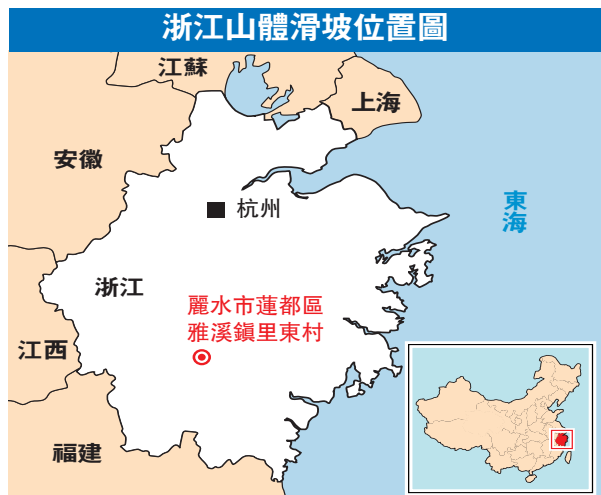 浙江山體滑坡位置圖
江蘇
上海
安徽
杭州
東海
浙江
麗水市蓮都區
雅溪鎮里東村
江西
福建